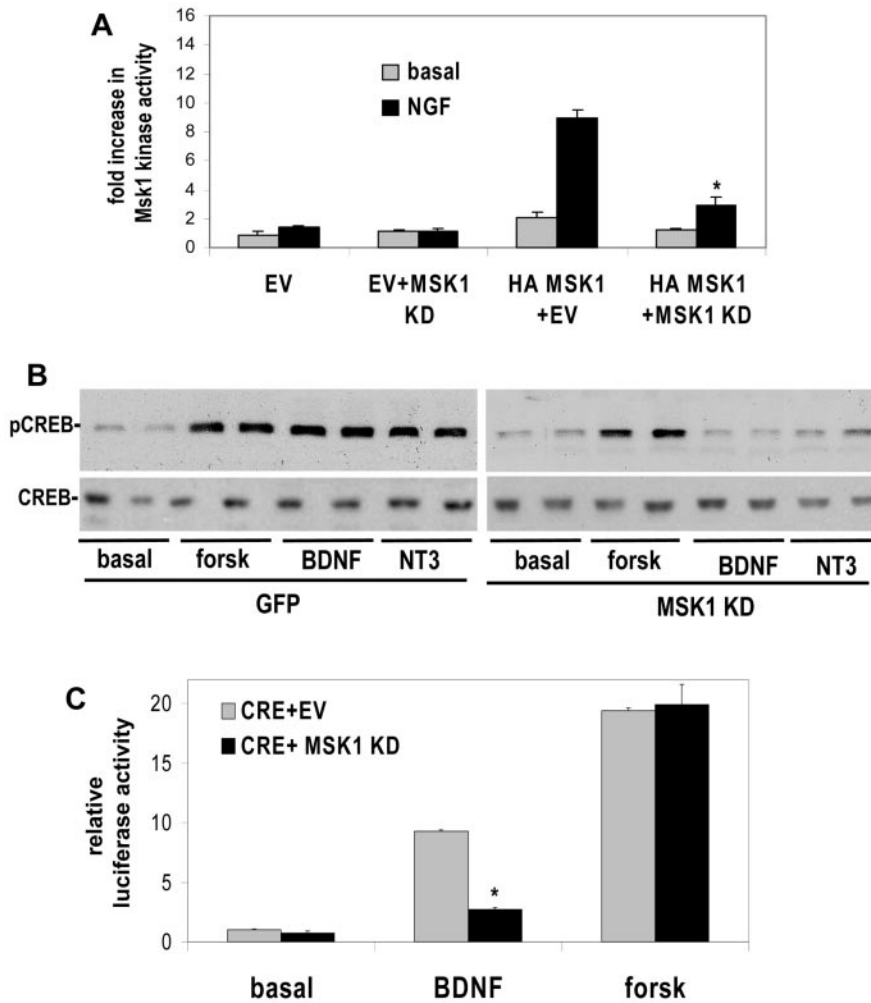 A
fold increase in
Msk1 kinase activity
16
14
12
10
8
6
4
2
0
basal
NGF
*
EV
EV+MSK1
KD
HA MSK1
+EV
HA MSK1
+MSK1 KD
B
pCREB-
CREB-
basal forsk BDNF NT3
GFP
basal forsk BDNF NT3
MSK1 KD
C
relative
luciferase activity
20
15
10
5
0
CRE+EV
CRE+ MSK1 KD
*
basal BDNF forsk